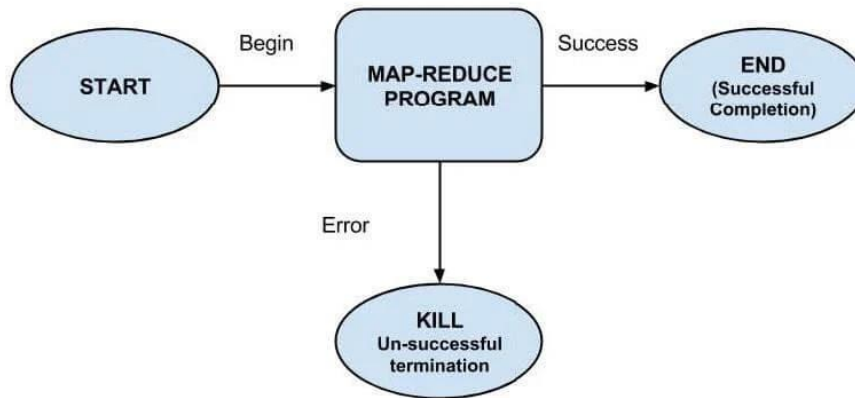 Begin
Success
START
MAP-REDUCE
PROGRAM
END
(Successful
Completion)
Error
KILL
Un-successful
termination